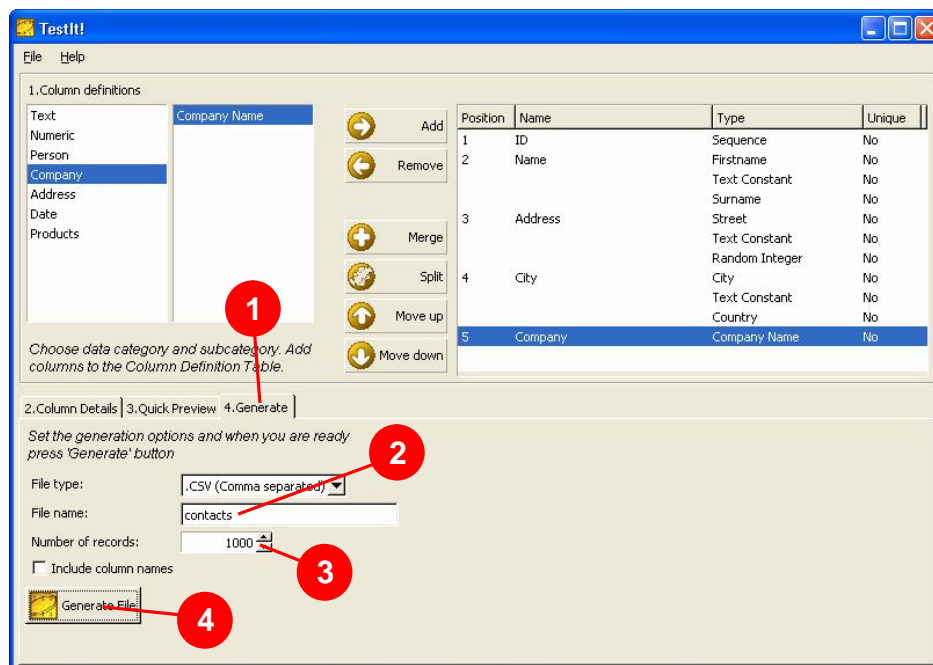 TestIt!
File Help
1.Column definitions
Text
Numeric
Person
Company
Address
Date
Products
Company Name
Add
Remove
Merge
Split
Move up
Move down
Position Name Type Unique
1 ID Sequence No
2 Name Firstname No
Text Constant No
Surname No
3 Address Street No
Text Constant No
Random Integer No
4 City City No
Text Constant No
Country No
5 Company Company Name No
Choose data category and subcategory. Add
columns to the Column Definition Table.
1
2.Column Details 3.Quick Preview 4.Generate
Set the generation options and when you are ready
press 'Generate' button
2
File type: .CSV (Comma separated)
File name: contacts
Number of records: 1000
3
Include column names
Generate File
4